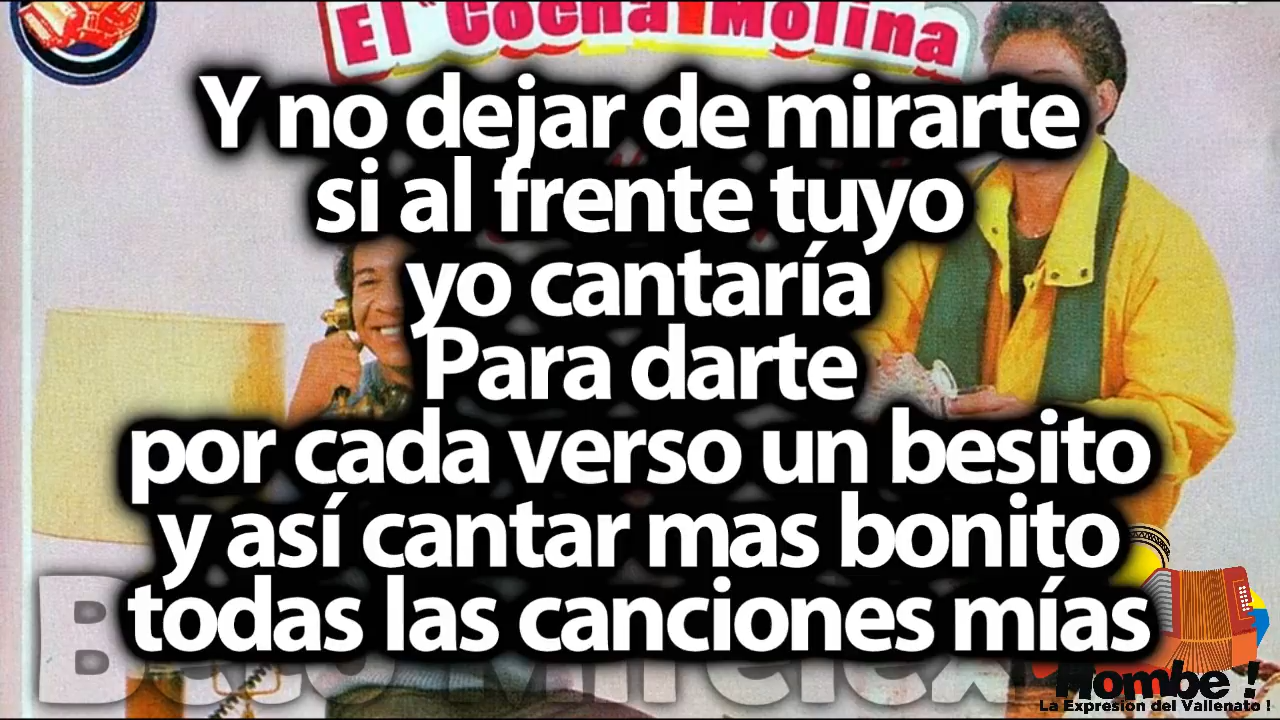 El "Cocha" Molina
Y no dejar de mirarte
si al frente tuyo
yo cantaría
Para darte
por cada verso un besito
y así cantar mas bonito
todas las canciones mías
Hombe !
La Expresion del Vallenato !